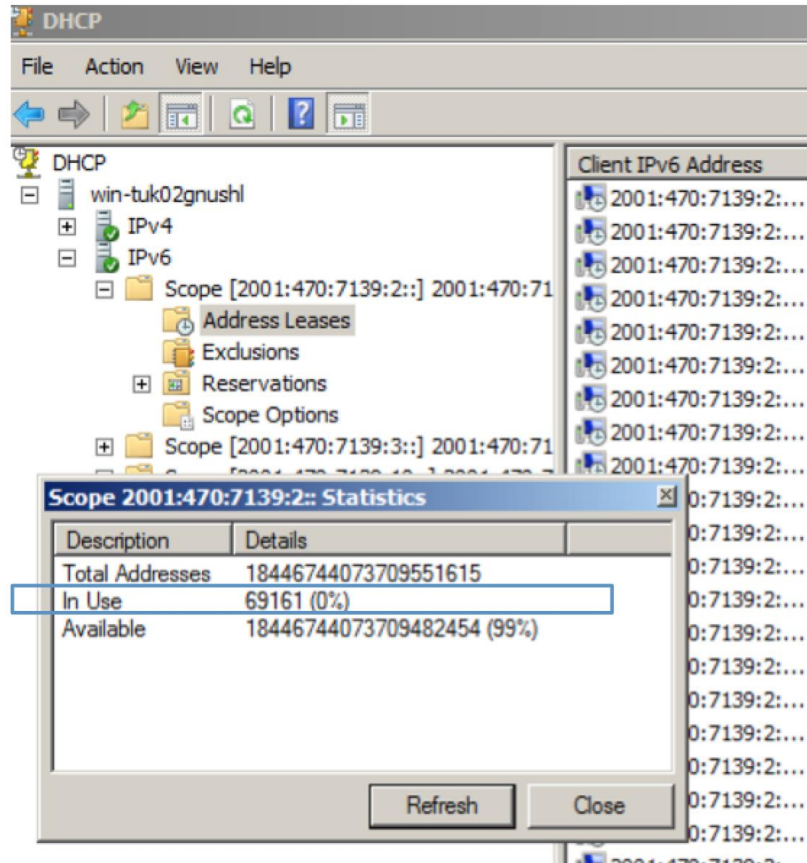 DHCP
File Action View Help
DHCP
win-tuk02gnushl
IPv4
IPv6
Scope [2001:470:7139:2::] 2001:470:71
Address Leases
Exclusions
Reservations
Scope Options
Scope [2001:470:7139:3::] 2001:470:71
Client IPv6 Address
2001:470:7139:2:...
2001:470:7139:2:...
2001:470:7139:2:...
2001:470:7139:2:...
2001:470:7139:2:...
2001:470:7139:2:...
2001:470:7139:2:...
2001:470:7139:2:...
2001:470:7139:2:...
0:7139:2:...
0:7139:2:...
0:7139:2:...
0:7139:2:...
0:7139:2:...
0:7139:2:...
0:7139:2:...
0:7139:2:...
0:7139:2:...
0:7139:2:...
0:7139:2:...
Scope 2001:470:7139:2:: Statistics
Description Details
Total Addresses 18446744073709551615
In Use 69161 (0%)
Available 18446744073709482454 (99%)
Refresh Close